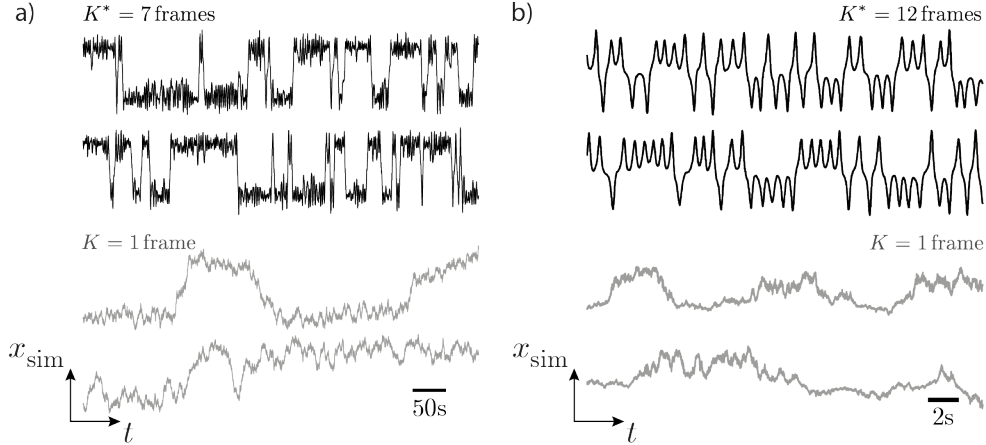 a)
K* = 7 frames
K = 1 frame
x_sim
t
50s
b)
K* = 12 frames
K = 1 frame
x_sim
t
2s